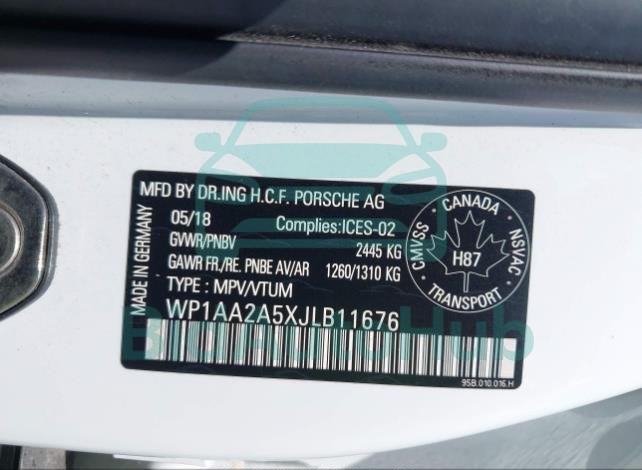 MFD BY DR.ING H.C.F. PORSCHE AG
05/18 Complies:ICES-02
GVWR/PNBV 2445 KG
GAWR FR./RE. PNBE AV/AR 1260/1310 KG
TYPE : MPV/VTUM
WP1AA2A5XJLB11676
MADE IN GERMANY
CANADA
CMVSS
NSVAC
H87
TRANSPORT
95B.010.016.H
BidAutoHub